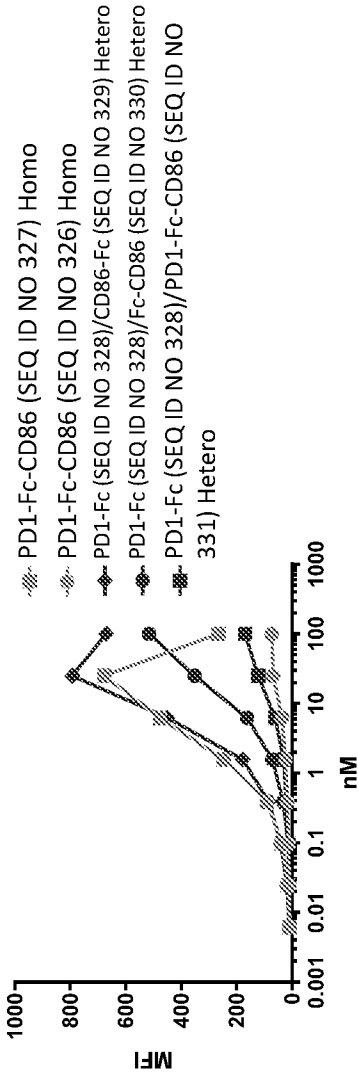 1000
800
600
400
200
0
MFI
0.001
0.01
0.1
1
10
100
1000
nM
PD1-Fc-CD86 (SEQ ID NO 327) Homo
PD1-Fc-CD86 (SEQ ID NO 326) Homo
PD1-Fc (SEQ ID NO 328)/CD86-Fc (SEQ ID NO 329) Hetero
PD1-Fc (SEQ ID NO 328)/Fc-CD86 (SEQ ID NO 330) Hetero
PD1-Fc (SEQ ID NO 328)/PD1-Fc-CD86 (SEQ ID NO
331) Hetero